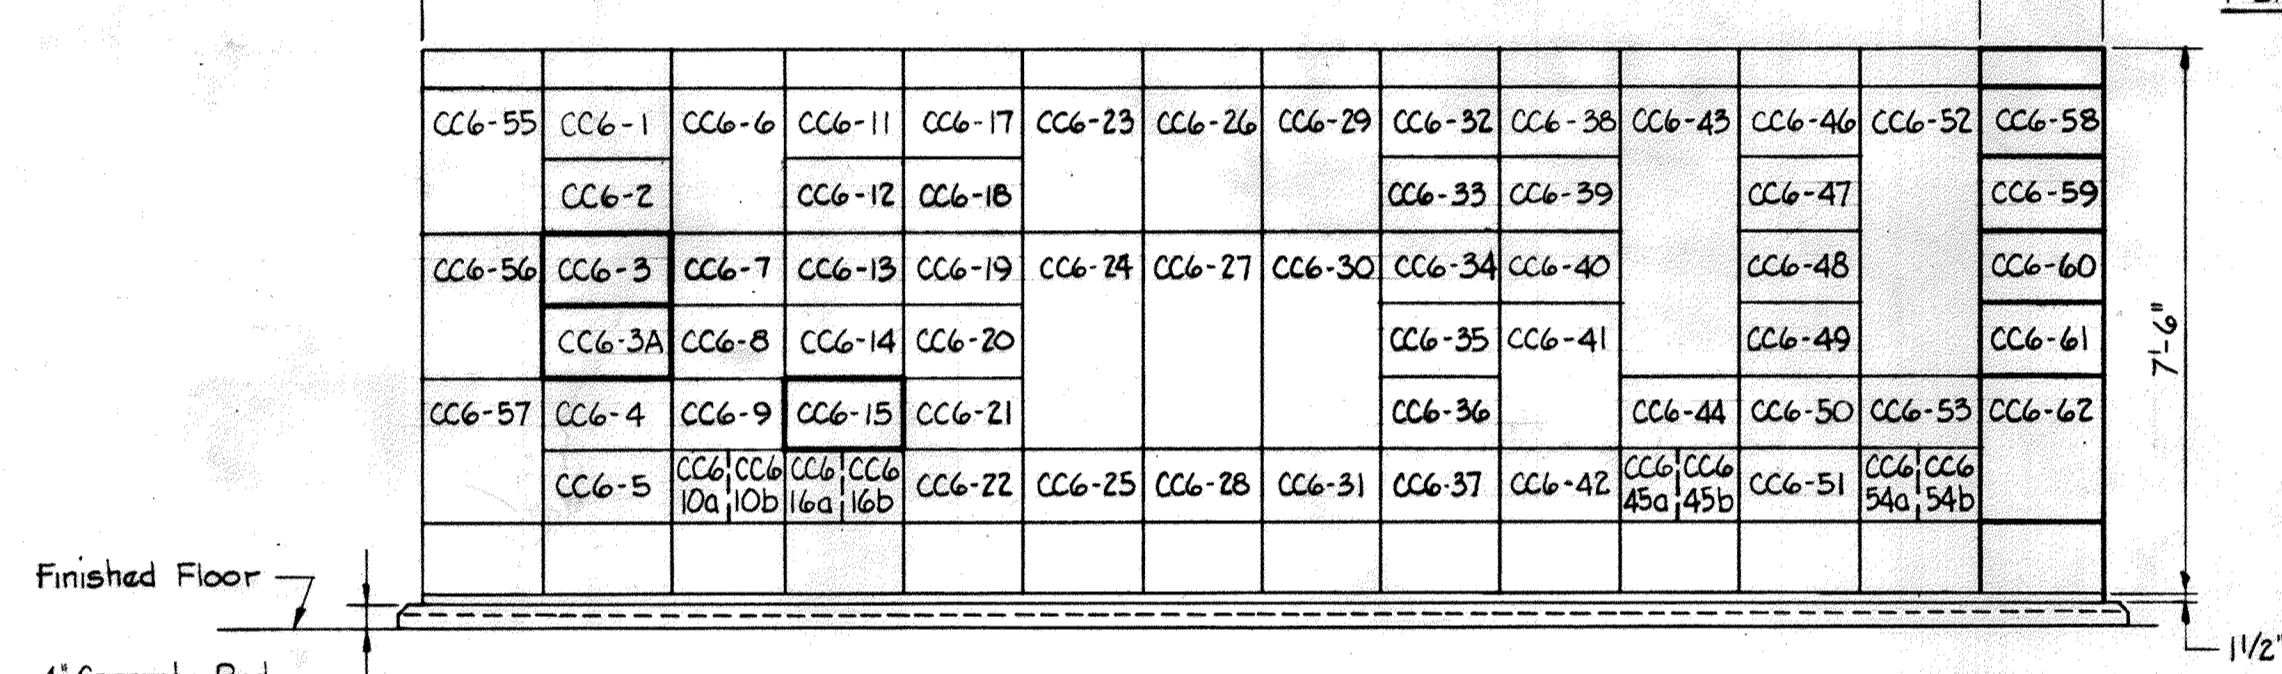 CC6-55 CC6-1 CC6-6 CC6-11 CC6-17 CC6-23 CC6-26 CC6-29 CC6-32 CC6-38 CC6-43 CC6-46 CC6-52 CC6-58
CC6-2 CC6-12 CC6-18 CC6-33 CC6-39 CC6-47 CC6-59
CC6-56 CC6-3 CC6-7 CC6-13 CC6-19 CC6-24 CC6-27 CC6-30 CC6-34 CC6-40 CC6-48 CC6-60
CC6-3A CC6-8 CC6-14 CC6-20 CC6-35 CC6-41 CC6-49 CC6-61
7'-6"
CC6-57 CC6-4 CC6-9 CC6-15 CC6-21 CC6-36 CC6-44 CC6-50 CC6-53 CC6-62
CC6 CC6 CC6 CC6 CC6 CC6 CC6 CC6
CC6-5 10a 10b 16a 16b CC6-22 CC6-25 CC6-28 CC6-31 CC6-37 CC6-42 45a 45b CC6-51 54a 54b
Finished Floor
1 1/2"